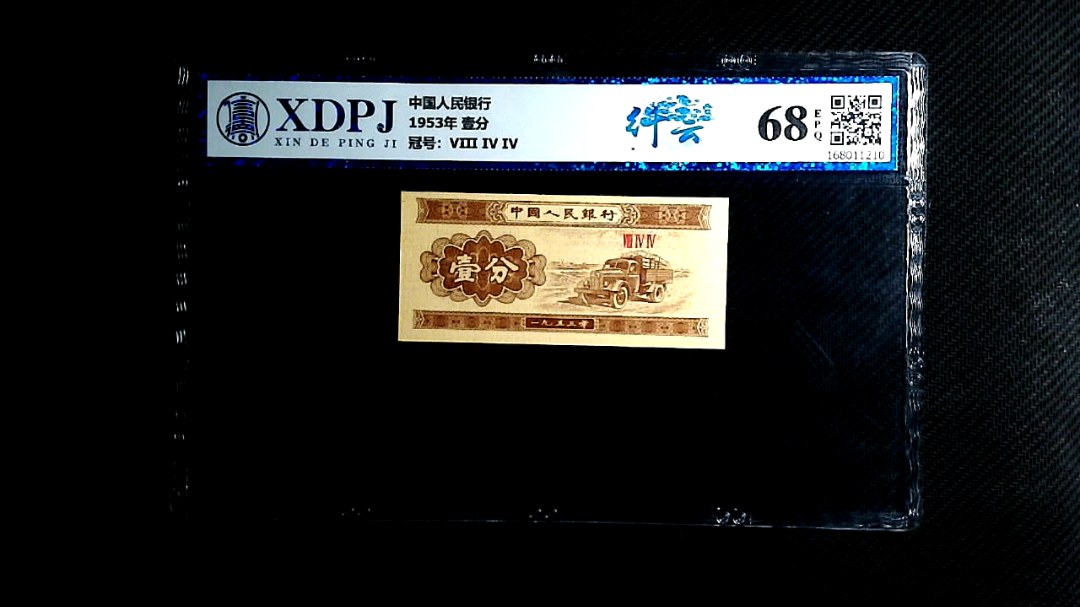 XDPJ
XIN DE PING JI
中国人民银行
1953年 壹分
冠号：VIII IV IV
68
EPQ
168011210
中國人民銀行
VIII IV IV
壹分
一九五三年